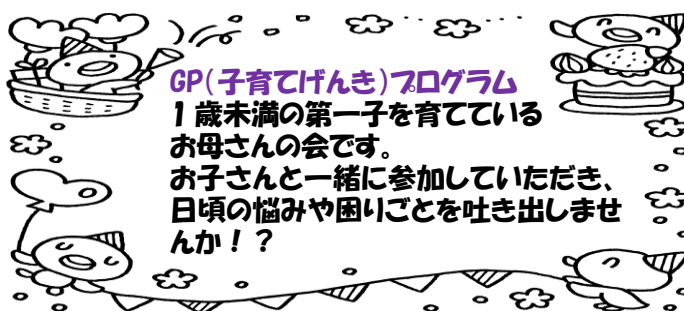 GP(子育てげんき)プログラム
1歳未満の第一子を育てている
お母さんの会です。
お子さんと一緒に参加していただき、
日頃の悩みや困りごとを吐き出しませ
んか！？